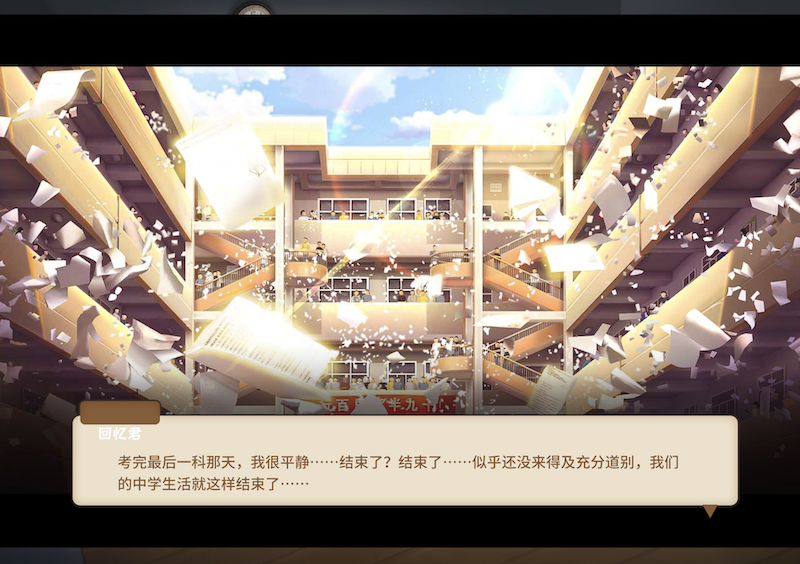 回忆君
考完最后一科那天，我很平静……结束了？结束了……似乎还没来得及充分道别，我们
的中学生活就这样结束了……